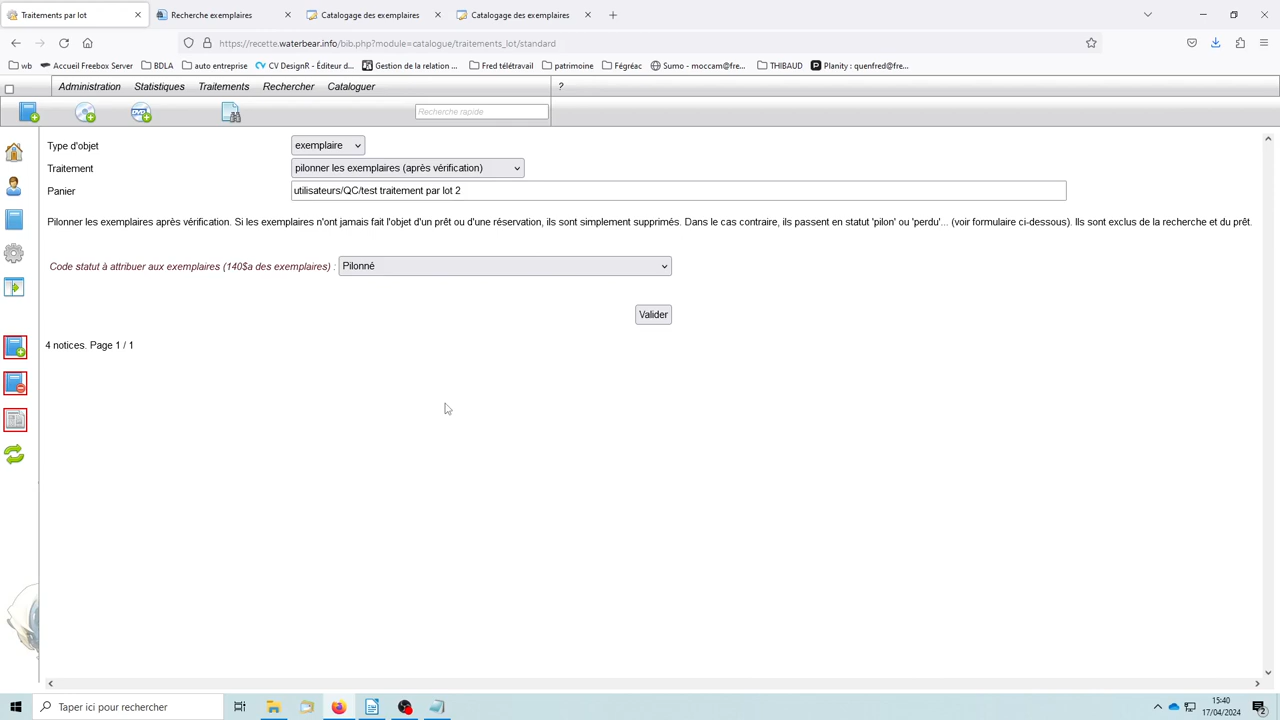 Traitements par lot
Recherche exemplaires
Catalogage des exemplaires
Catalogage des exemplaires
https://recette.waterbear.info/bib.php?module=catalogue/traitements_lot/standard
wb
Accueil Freebox Server
BDLA
auto entreprise
CV DesignR - Éditeur d...
Gestion de la relation ...
Fred télétravail
patrimoine
Fégréac
Sumo - moccam@fre...
THIBAUD
Planity : quenfred@fre...
Administration
Statistiques
Traitements
Rechercher
Cataloguer
?
DVD
Recherche rapide
Type d'objet
exemplaire
Traitement
pilonner les exemplaires (après vérification)
Panier
utilisateurs/QC/test traitement par lot 2
Pilonner les exemplaires après vérification. Si les exemplaires n'ont jamais fait l'objet d'un prêt ou d'une réservation, ils sont simplement supprimés. Dans le cas contraire, ils passent en statut 'pilon' ou 'perdu'... (voir formulaire ci-dessous). Ils sont exclus de la recherche et du prêt.
Code statut à attribuer aux exemplaires (140$a des exemplaires) :
Pilonné
Valider
4 notices. Page 1 / 1
Taper ici pour rechercher
15:40
17/04/2024
2